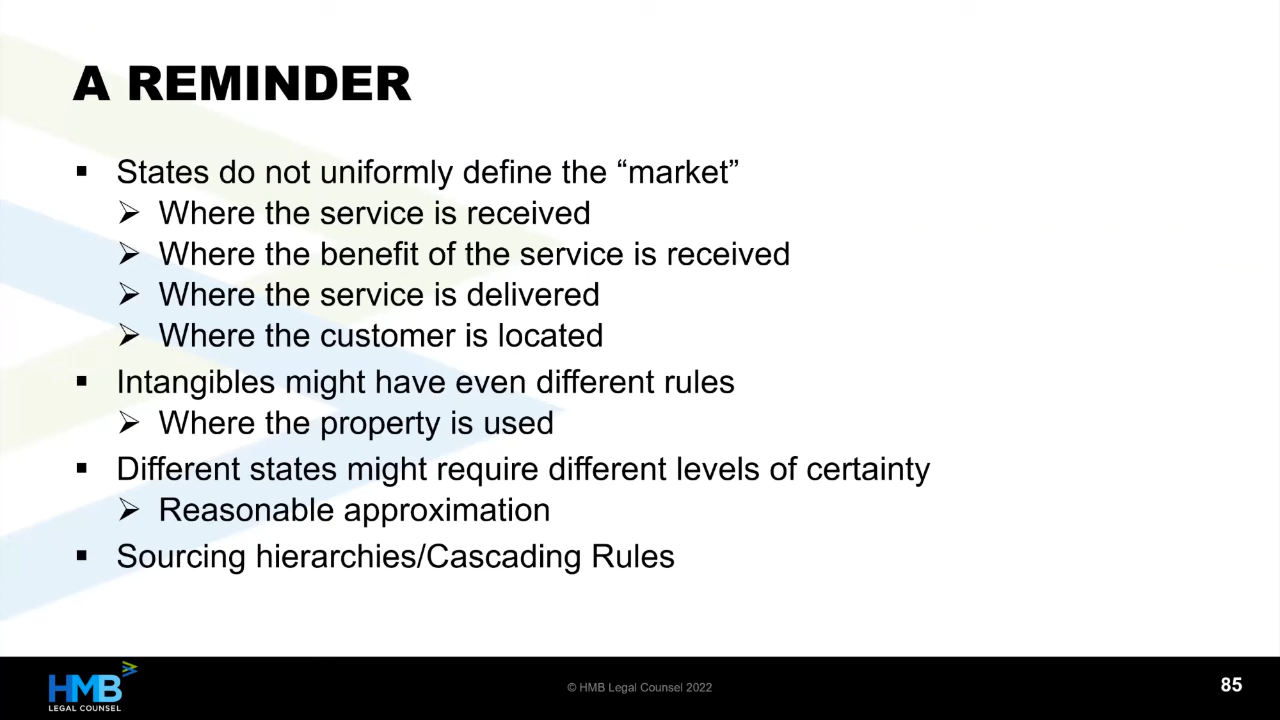 A REMINDER
▪ States do not uniformly define the “market”
➢ Where the service is received
➢ Where the benefit of the service is received
➢ Where the service is delivered
➢ Where the customer is located
▪ Intangibles might have even different rules
➢ Where the property is used
▪ Different states might require different levels of certainty
➢ Reasonable approximation
▪ Sourcing hierarchies/Cascading Rules
HMB
LEGAL COUNSEL
© HMB Legal Counsel 2022
85